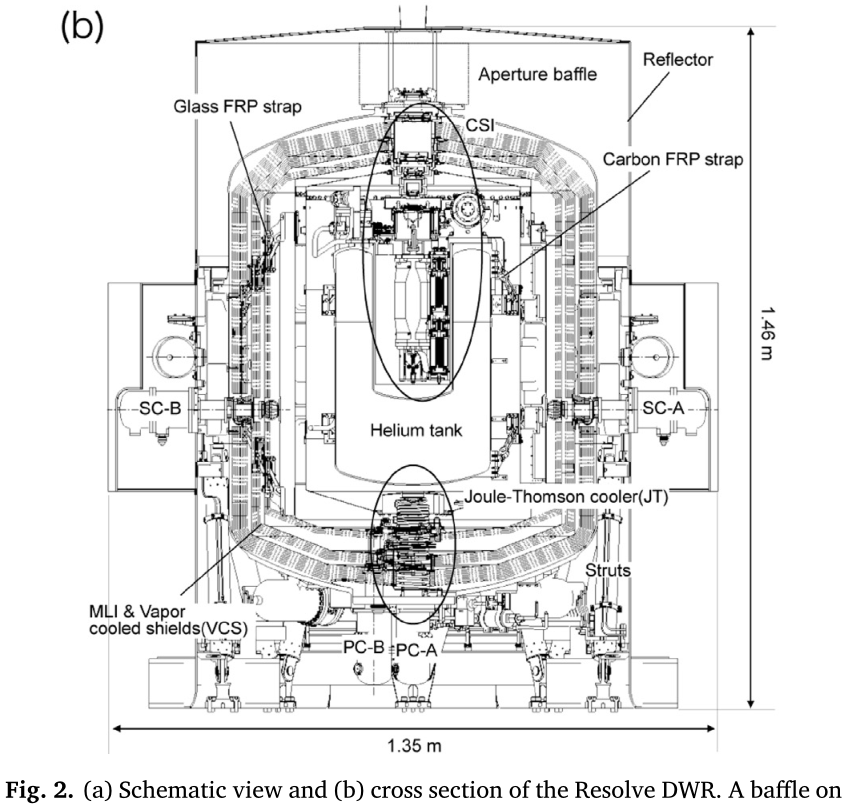 (b)
Aperture baffle
Reflector
Glass FRP strap
CSI
Carbon FRP strap
1.46 m
SC-B
SC-A
Helium tank
Joule-Thomson cooler(JT)
Struts
MLI & Vapor
cooled shields(VCS)
PC-B
PC-A
1.35 m
Fig. 2. (a) Schematic view and (b) cross section of the Resolve DWR. A baffle on